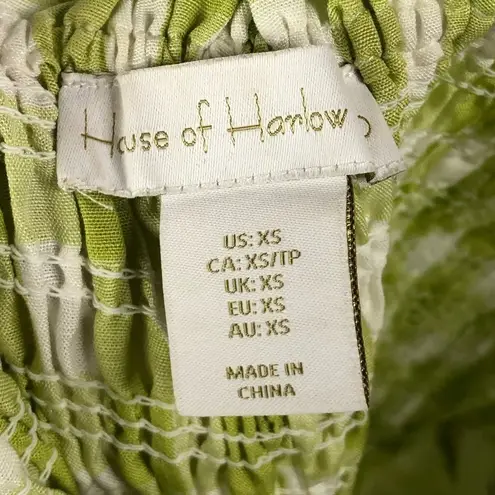 House of Harlow
US: XS
CA: XS/TP
UK: XS
EU: XS
AU: XS
MADE IN
CHINA